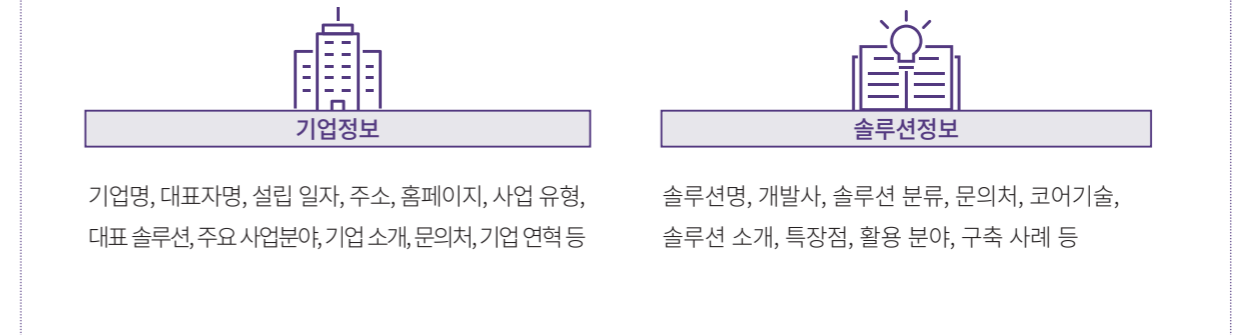 기업정보
기업명, 대표자명, 설립 일자, 주소, 홈페이지, 사업 유형,
대표 솔루션, 주요 사업분야, 기업 소개, 문의처, 기업 연혁 등
솔루션정보
솔루션명, 개발사, 솔루션 분류, 문의처, 코어기술,
솔루션 소개, 특장점, 활용 분야, 구축 사례 등